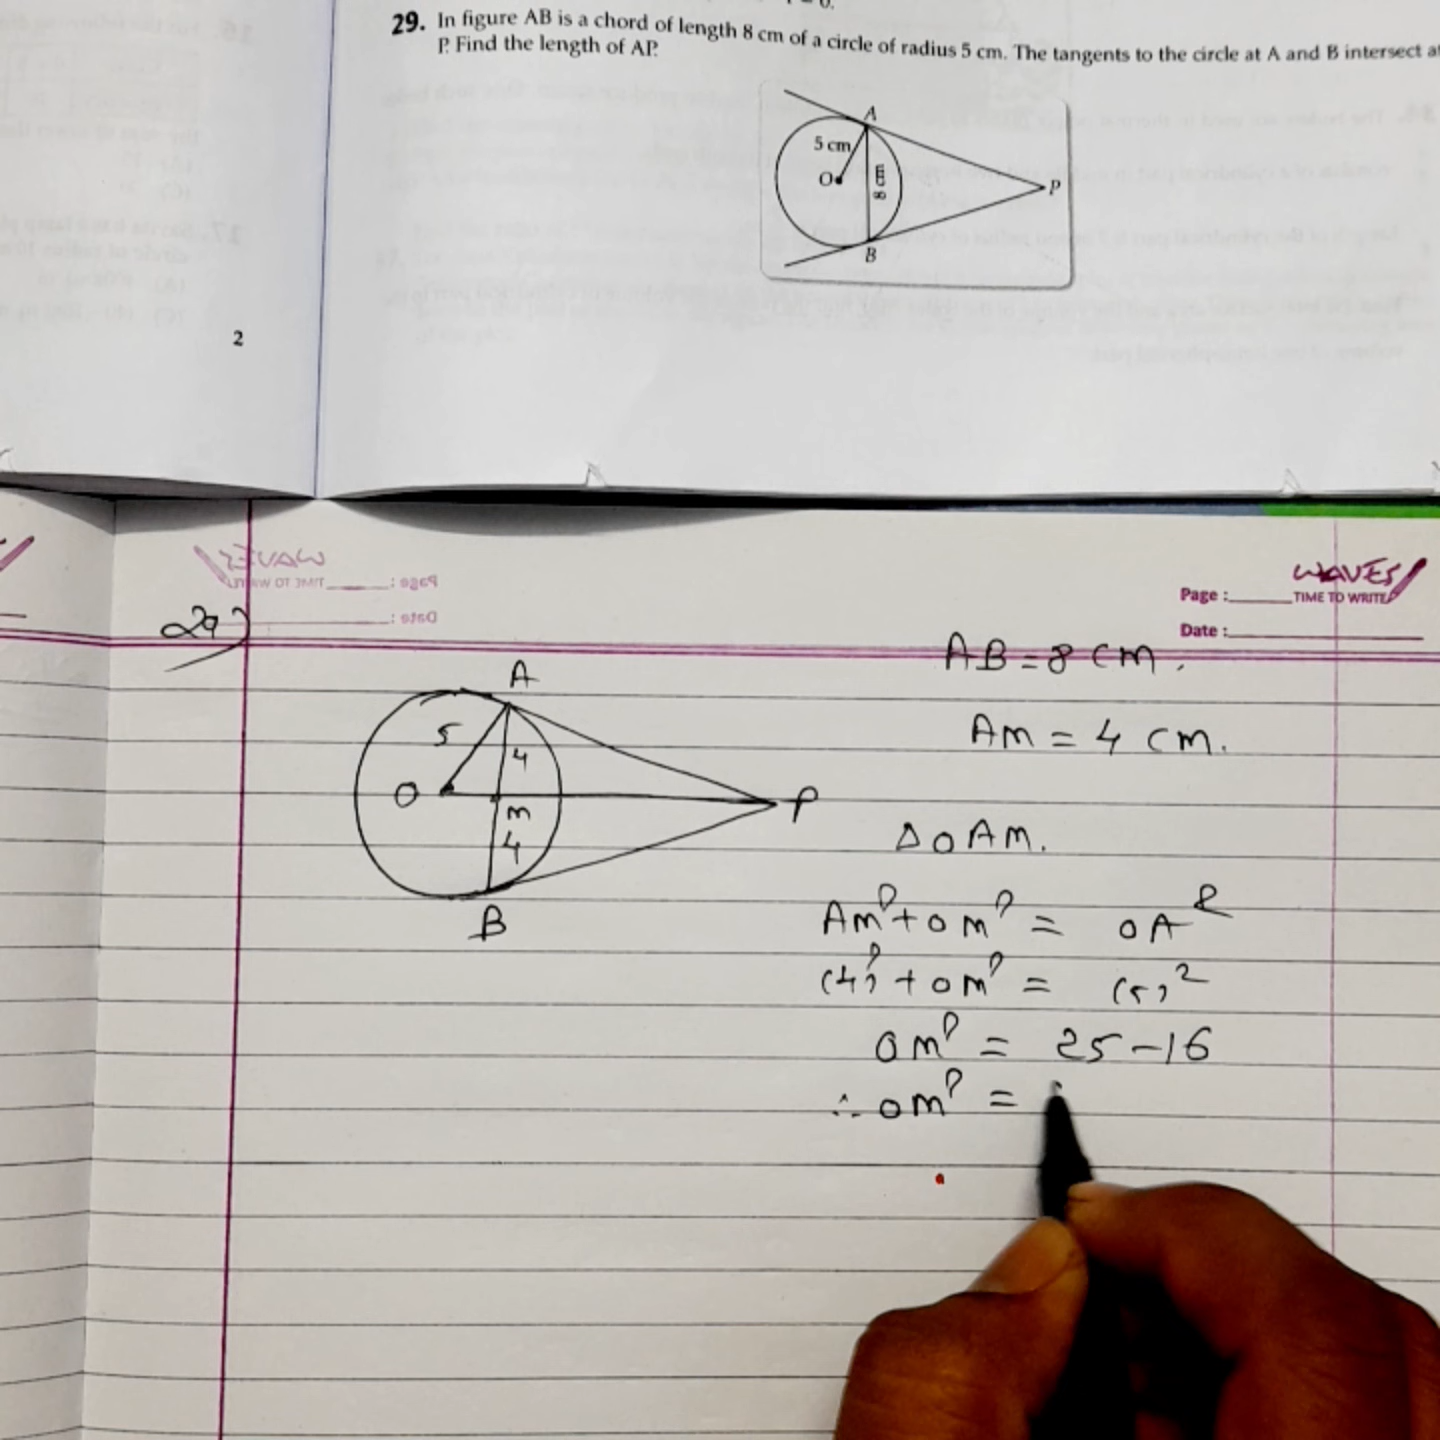 29. In figure AB is a chord of length 8 cm of a circle of radius 5 cm. The tangents to the circle at A and B intersect at
P. Find the length of AP.
A
5 cm
O
8 cm
P
B
2
WAVES
Page :
TIME TO WRITE
Date :
29)
AB = 8 cm.
A
Am = 4 cm.
5
4
O
m
P
4
Δ OAM.
B
Am² + om² = OA²
(4)² + om² = (5)²
om² = 25-16
∴ om² =